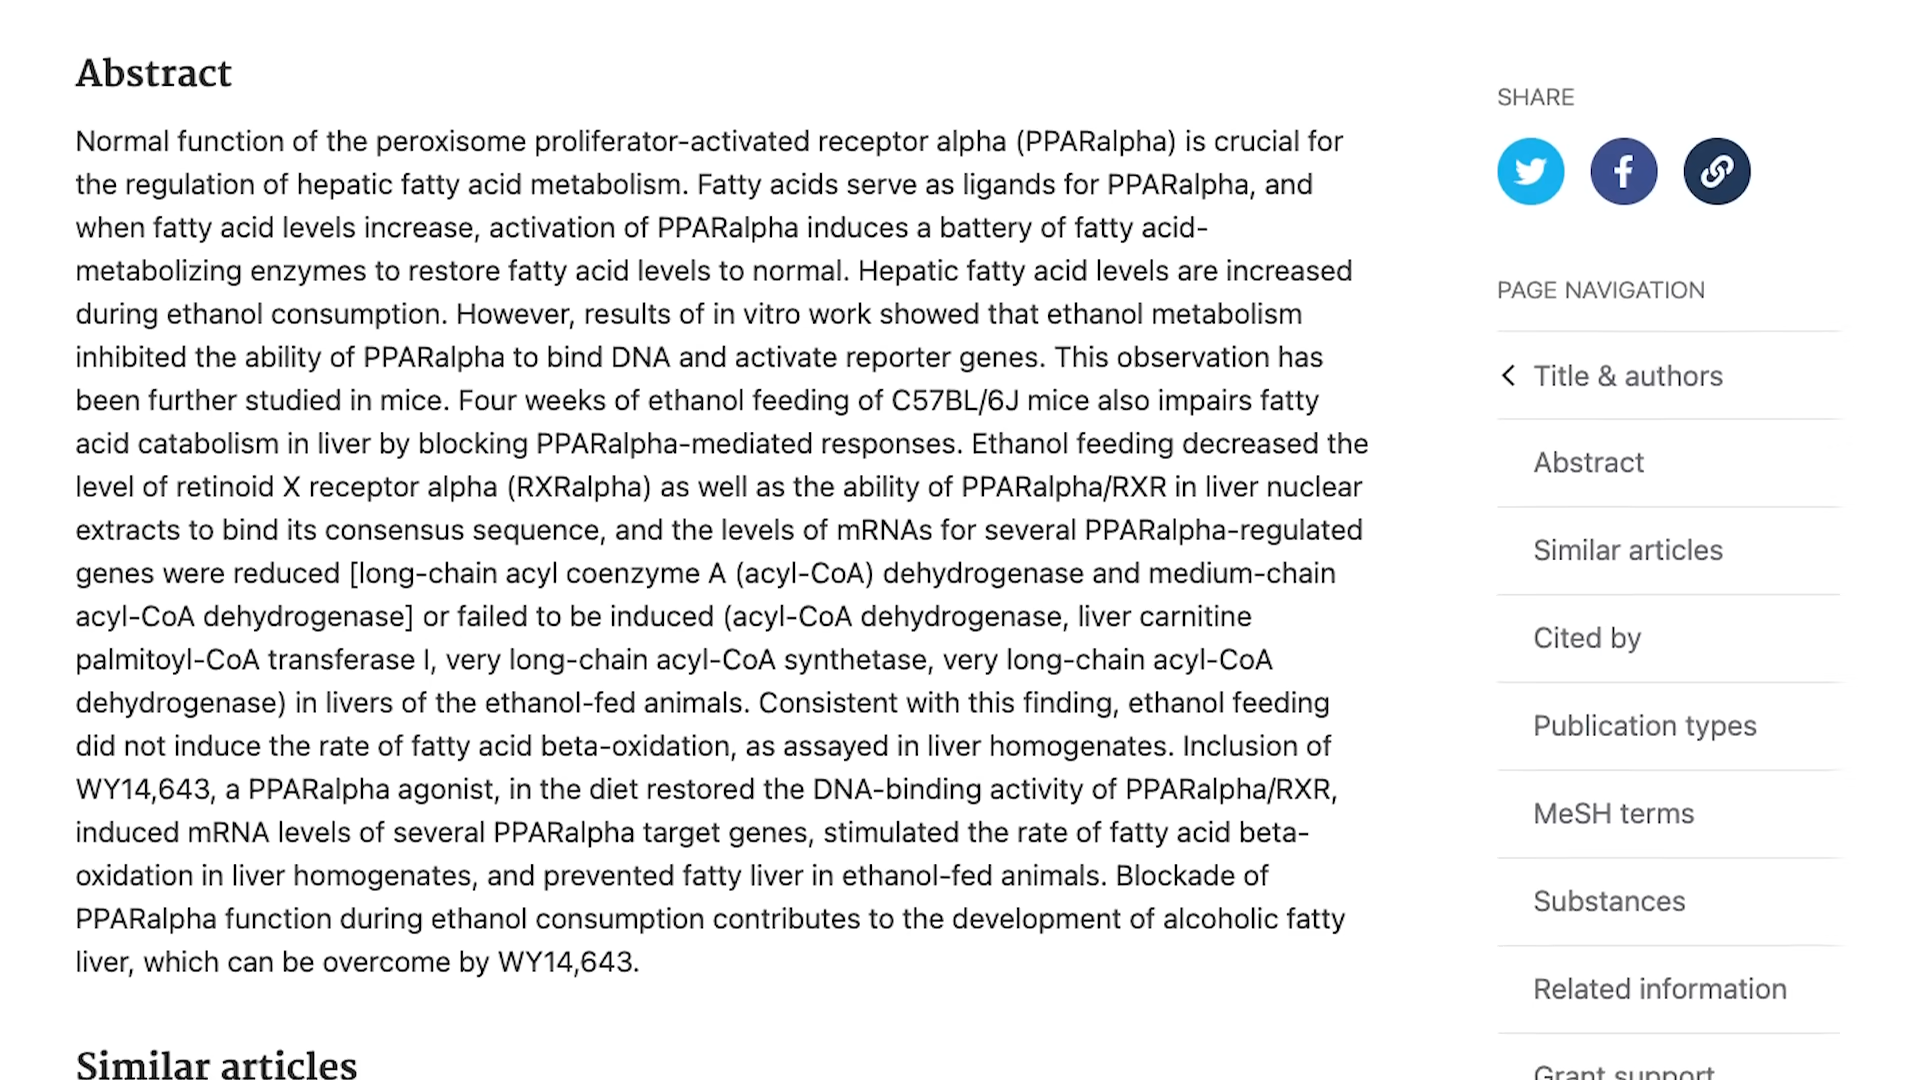 Abstract
Normal function of the peroxisome proliferator-activated receptor alpha (PPARalpha) is crucial for
the regulation of hepatic fatty acid metabolism. Fatty acids serve as ligands for PPARalpha, and
when fatty acid levels increase, activation of PPARalpha induces a battery of fatty acid-
metabolizing enzymes to restore fatty acid levels to normal. Hepatic fatty acid levels are increased
during ethanol consumption. However, results of in vitro work showed that ethanol metabolism
inhibited the ability of PPARalpha to bind DNA and activate reporter genes. This observation has
been further studied in mice. Four weeks of ethanol feeding of C57BL/6J mice also impairs fatty
acid catabolism in liver by blocking PPARalpha-mediated responses. Ethanol feeding decreased the
level of retinoid X receptor alpha (RXRalpha) as well as the ability of PPARalpha/RXR in liver nuclear
extracts to bind its consensus sequence, and the levels of mRNAs for several PPARalpha-regulated
genes were reduced [long-chain acyl coenzyme A (acyl-CoA) dehydrogenase and medium-chain
acyl-CoA dehydrogenase] or failed to be induced (acyl-CoA dehydrogenase, liver carnitine
palmitoyl-CoA transferase I, very long-chain acyl-CoA synthetase, very long-chain acyl-CoA
dehydrogenase) in livers of the ethanol-fed animals. Consistent with this finding, ethanol feeding
did not induce the rate of fatty acid beta-oxidation, as assayed in liver homogenates. Inclusion of
WY14,643, a PPARalpha agonist, in the diet restored the DNA-binding activity of PPARalpha/RXR,
induced mRNA levels of several PPARalpha target genes, stimulated the rate of fatty acid beta-
oxidation in liver homogenates, and prevented fatty liver in ethanol-fed animals. Blockade of
PPARalpha function during ethanol consumption contributes to the development of alcoholic fatty
liver, which can be overcome by WY14,643.
Similar articles
SHARE
PAGE NAVIGATION
Title & authors
Abstract
Similar articles
Cited by
Publication types
MeSH terms
Substances
Related information
Grant support